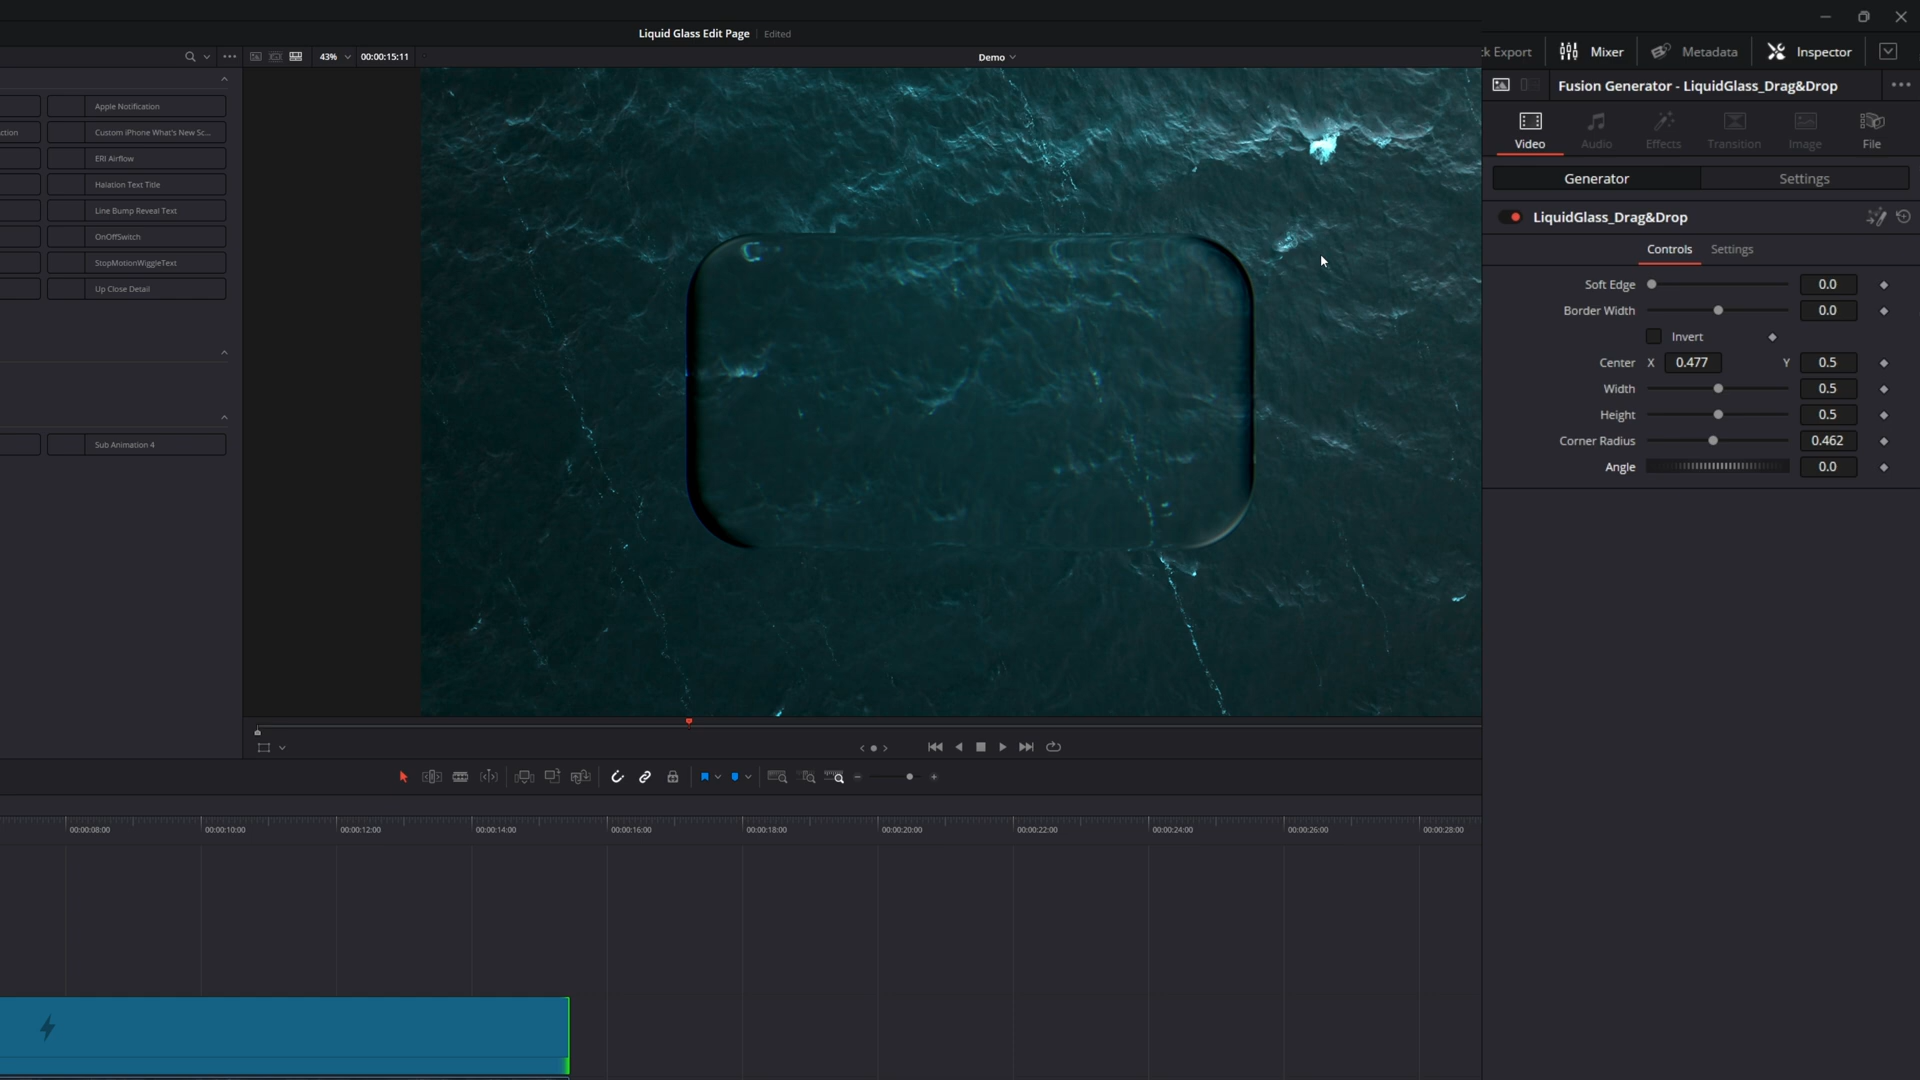 Liquid Glass Edit Page Edited
k Export Mixer Metadata Inspector
43% 00:00:15:11 Demo
Fusion Generator - LiquidGlass_Drag&Drop
Apple Notification
ction Custom iPhone What's New Sc...
ERI Airflow
Halation Text Title
Line Bump Reveal Text
OnOffSwitch
StopMotionWiggleText
Up Close Detail
Sub Animation 4
Video Audio Effects Transition Image File
Generator Settings
LiquidGlass_Drag&Drop
Controls Settings
Soft Edge 0.0
Border Width 0.0
Invert
Center X 0.477 Y 0.5
Width 0.5
Height 0.5
Corner Radius 0.462
Angle 0.0
00:00:08:00 00:00:10:00 00:00:12:00 00:00:14:00 00:00:16:00 00:00:18:00 00:00:20:00 00:00:22:00 00:00:24:00 00:00:26:00 00:00:28:00